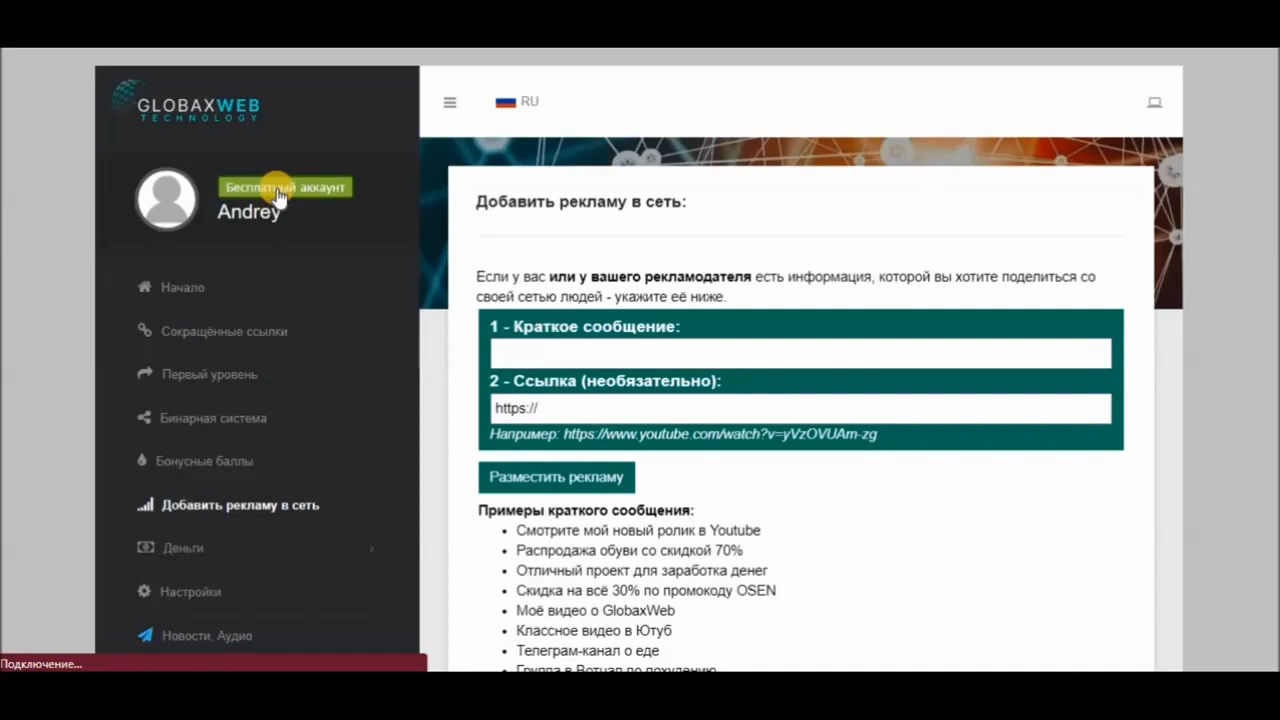 GLOBAXWEB
TECHNOLOGY
Бесплатный аккаунт
Andrey
Начало
Сокращённые ссылки
Первый уровень
Бинарная система
Бонусные баллы
Добавить рекламу в сеть
Деньги
Настройки
Новости, Аудио
Подключение...
RU
Добавить рекламу в сеть:
Если у вас или у вашего рекламодателя есть информация, которой вы хотите поделиться со
своей сетью людей - укажите её ниже.
1 - Краткое сообщение:
2 - Ссылка (необязательно):
https://
Например: https://www.youtube.com/watch?v=yVzOVUAm-zg
Разместить рекламу
Примеры краткого сообщения:
• Смотрите мой новый ролик в Youtube
• Распродажа обуви со скидкой 70%
• Отличный проект для заработка денег
• Скидка на всё 30% по промокоду OSEN
• Моё видео о GlobaxWeb
• Классное видео в Ютуб
• Телеграм-канал о еде
• Группа в Вотцап по похудению